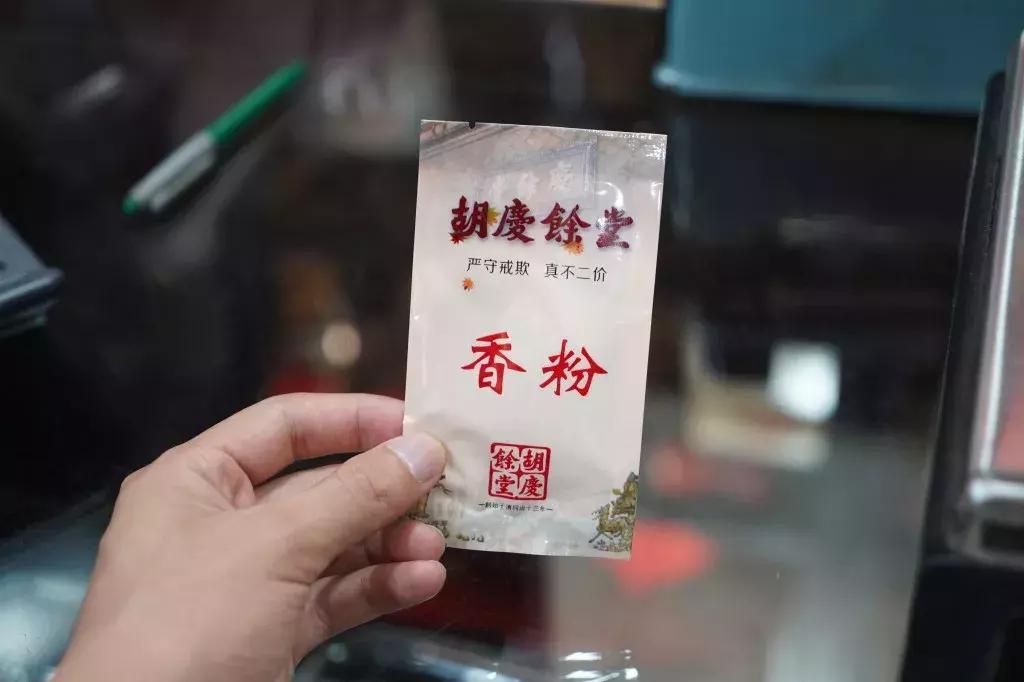 胡慶餘堂
严守戒欺 真不二价
香粉
胡慶餘堂